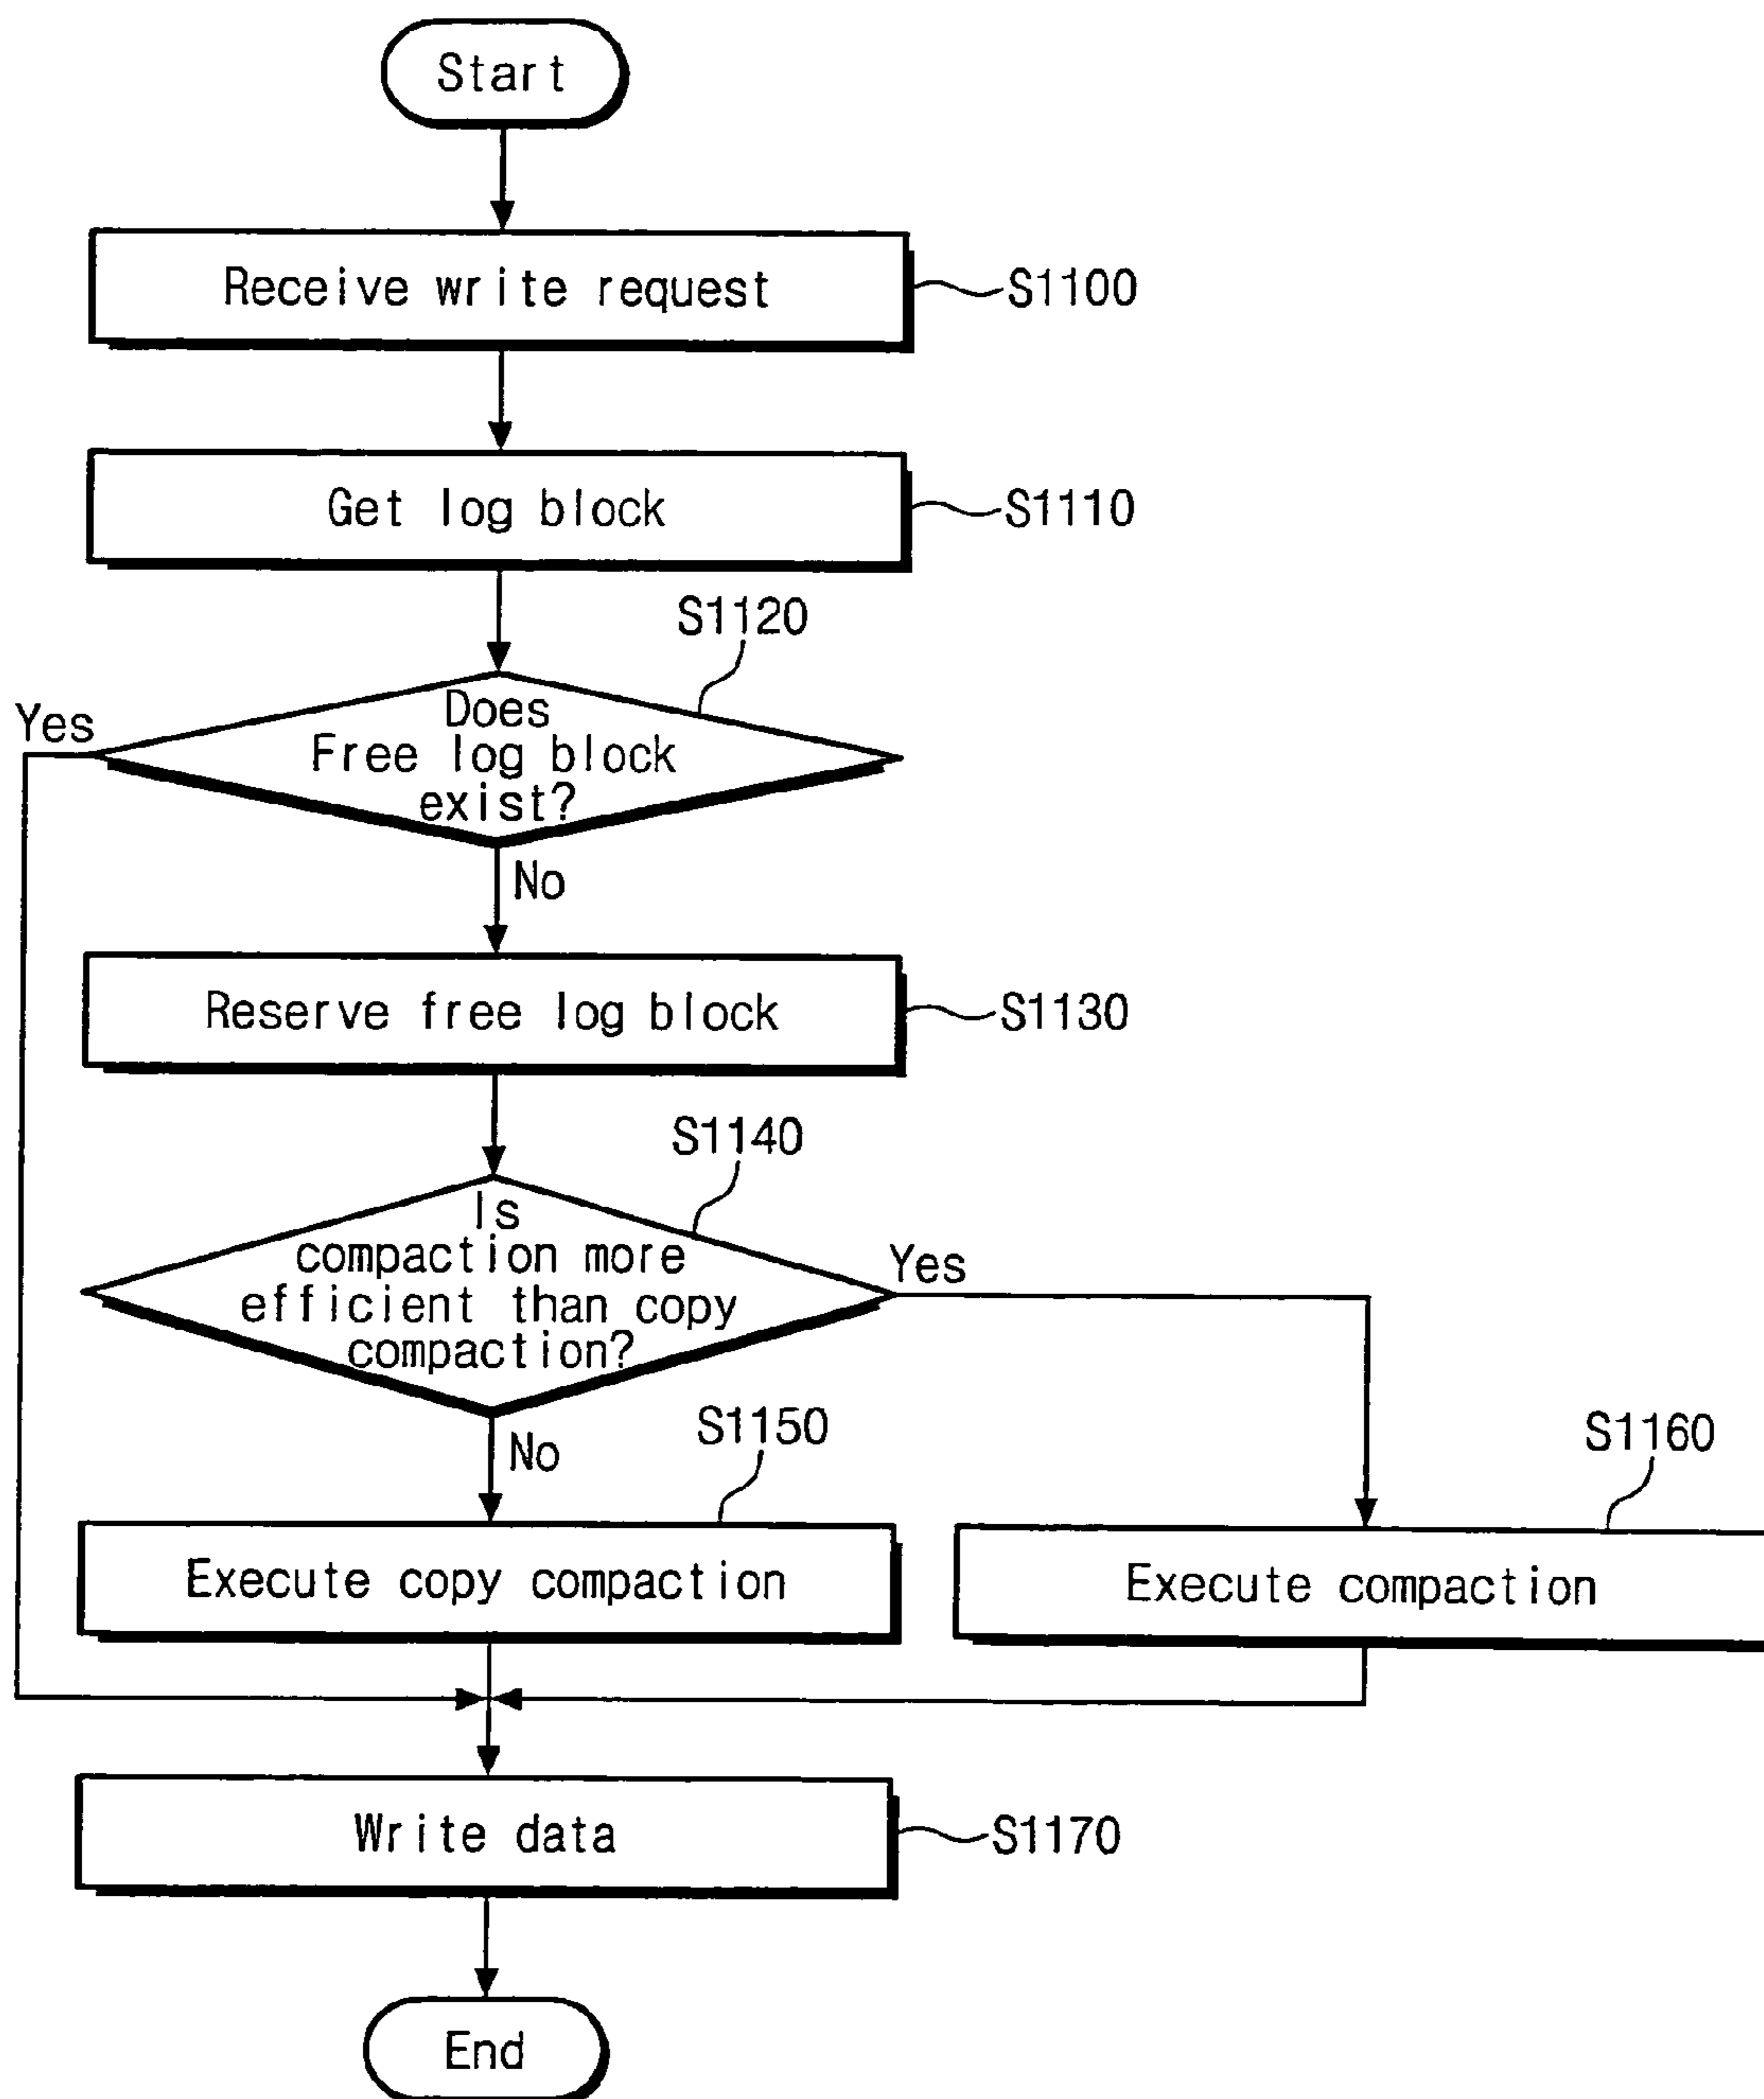 Start
Receive write request
S1100
Get log block
S1110
S1120
Does
Free log block
exist?
Yes
No
Reserve free log block
S1130
S1140
Is
compaction more
efficient than copy
compaction?
Yes
No
S1150
S1160
Execute copy compaction
Execute compaction
Write data
S1170
End